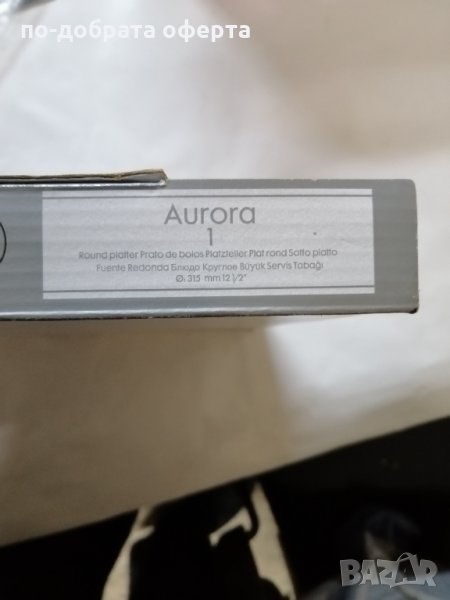 по-добрата оферта
Aurora
1
Round platter Prato de bolos Platzteller Plat rond Sotto piatto
Fuente Redonda Блюдо Круглое Büyük Servis Tabağı
Ø: 315 mm 12 1/2"
BAZAR